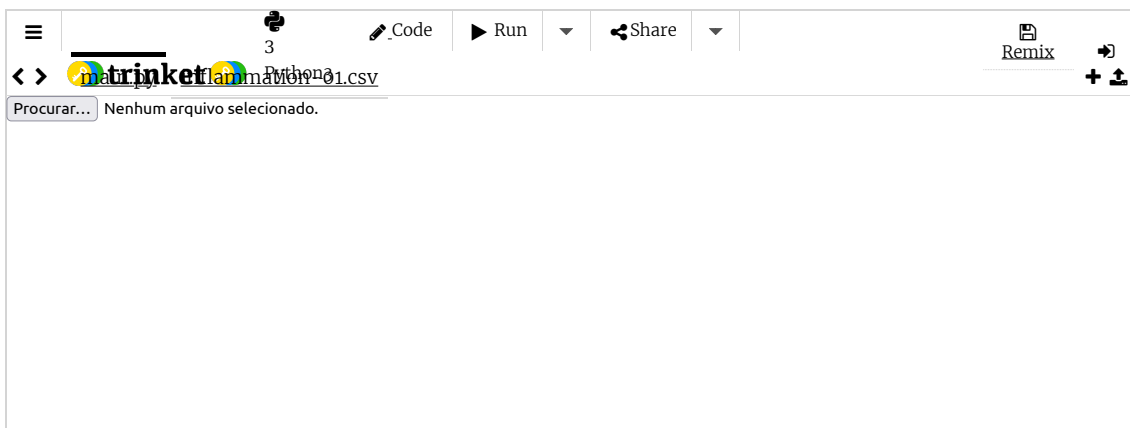 Code Run Share
3
Remix
main.py trinket inflammation-01.csv
Python3
Procurar... Nenhum arquivo selecionado.